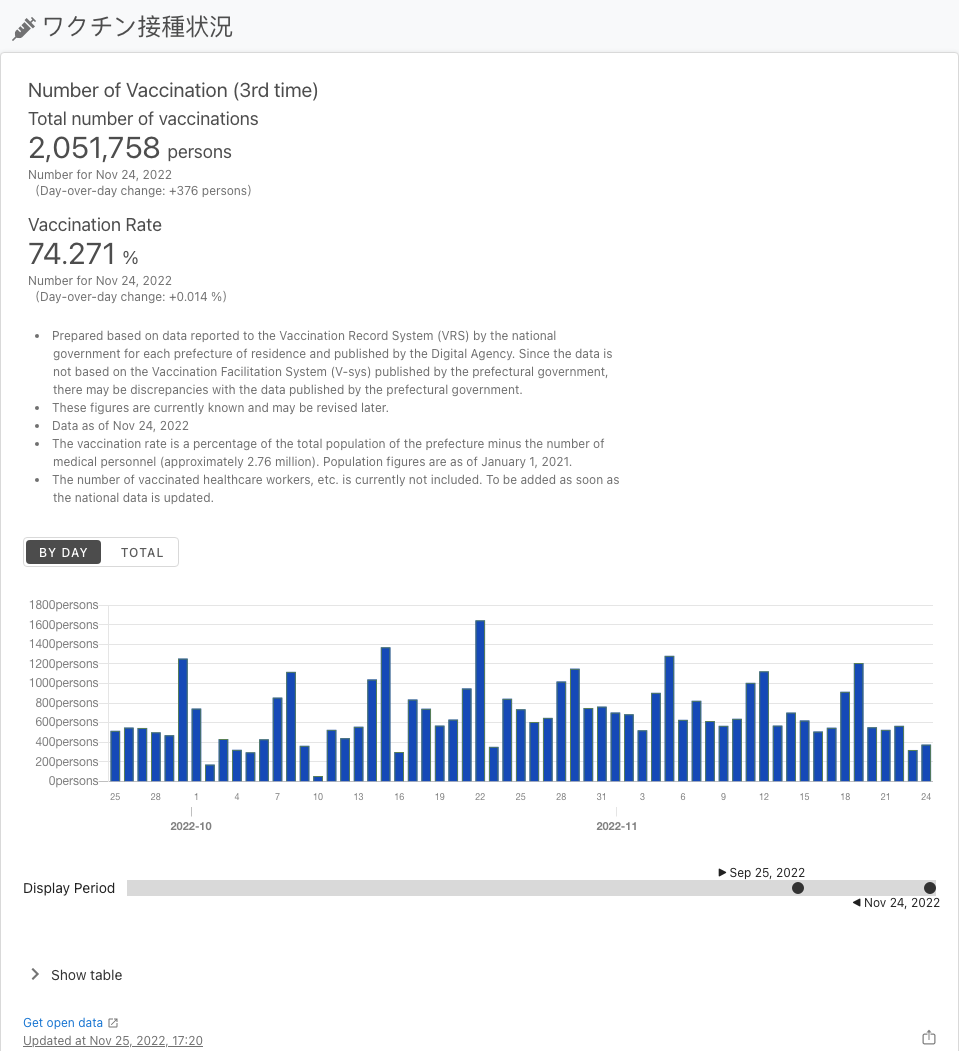 ワクチン接種状況
Number of Vaccination (3rd time)
Total number of vaccinations
2,051,758 persons
Number for Nov 24, 2022
(Day-over-day change: +376 persons)
Vaccination Rate
74.271 %
Number for Nov 24, 2022
(Day-over-day change: +0.014 %)
• Prepared based on data reported to the Vaccination Record System (VRS) by the national
government for each prefecture of residence and published by the Digital Agency. Since the data is
not based on the Vaccination Facilitation System (V-sys) published by the prefectural government,
there may be discrepancies with the data published by the prefectural government.
• These figures are currently known and may be revised later.
• Data as of Nov 24, 2022
• The vaccination rate is a percentage of the total population of the prefecture minus the number of
medical personnel (approximately 2.76 million). Population figures are as of January 1, 2021.
• The number of vaccinated healthcare workers, etc. is currently not included. To be added as soon as
the national data is updated.
BY DAY TOTAL
1800persons
1600persons
1400persons
1200persons
1000persons
800persons
600persons
400persons
200persons
0persons
25 28 1 4 7 10 13 16 19 22 25 28 31 3 6 9 12 15 18 21 24
2022-10 2022-11
▶ Sep 25, 2022
Display Period
◀ Nov 24, 2022
Show table
Get open data
Updated at Nov 25, 2022, 17:20